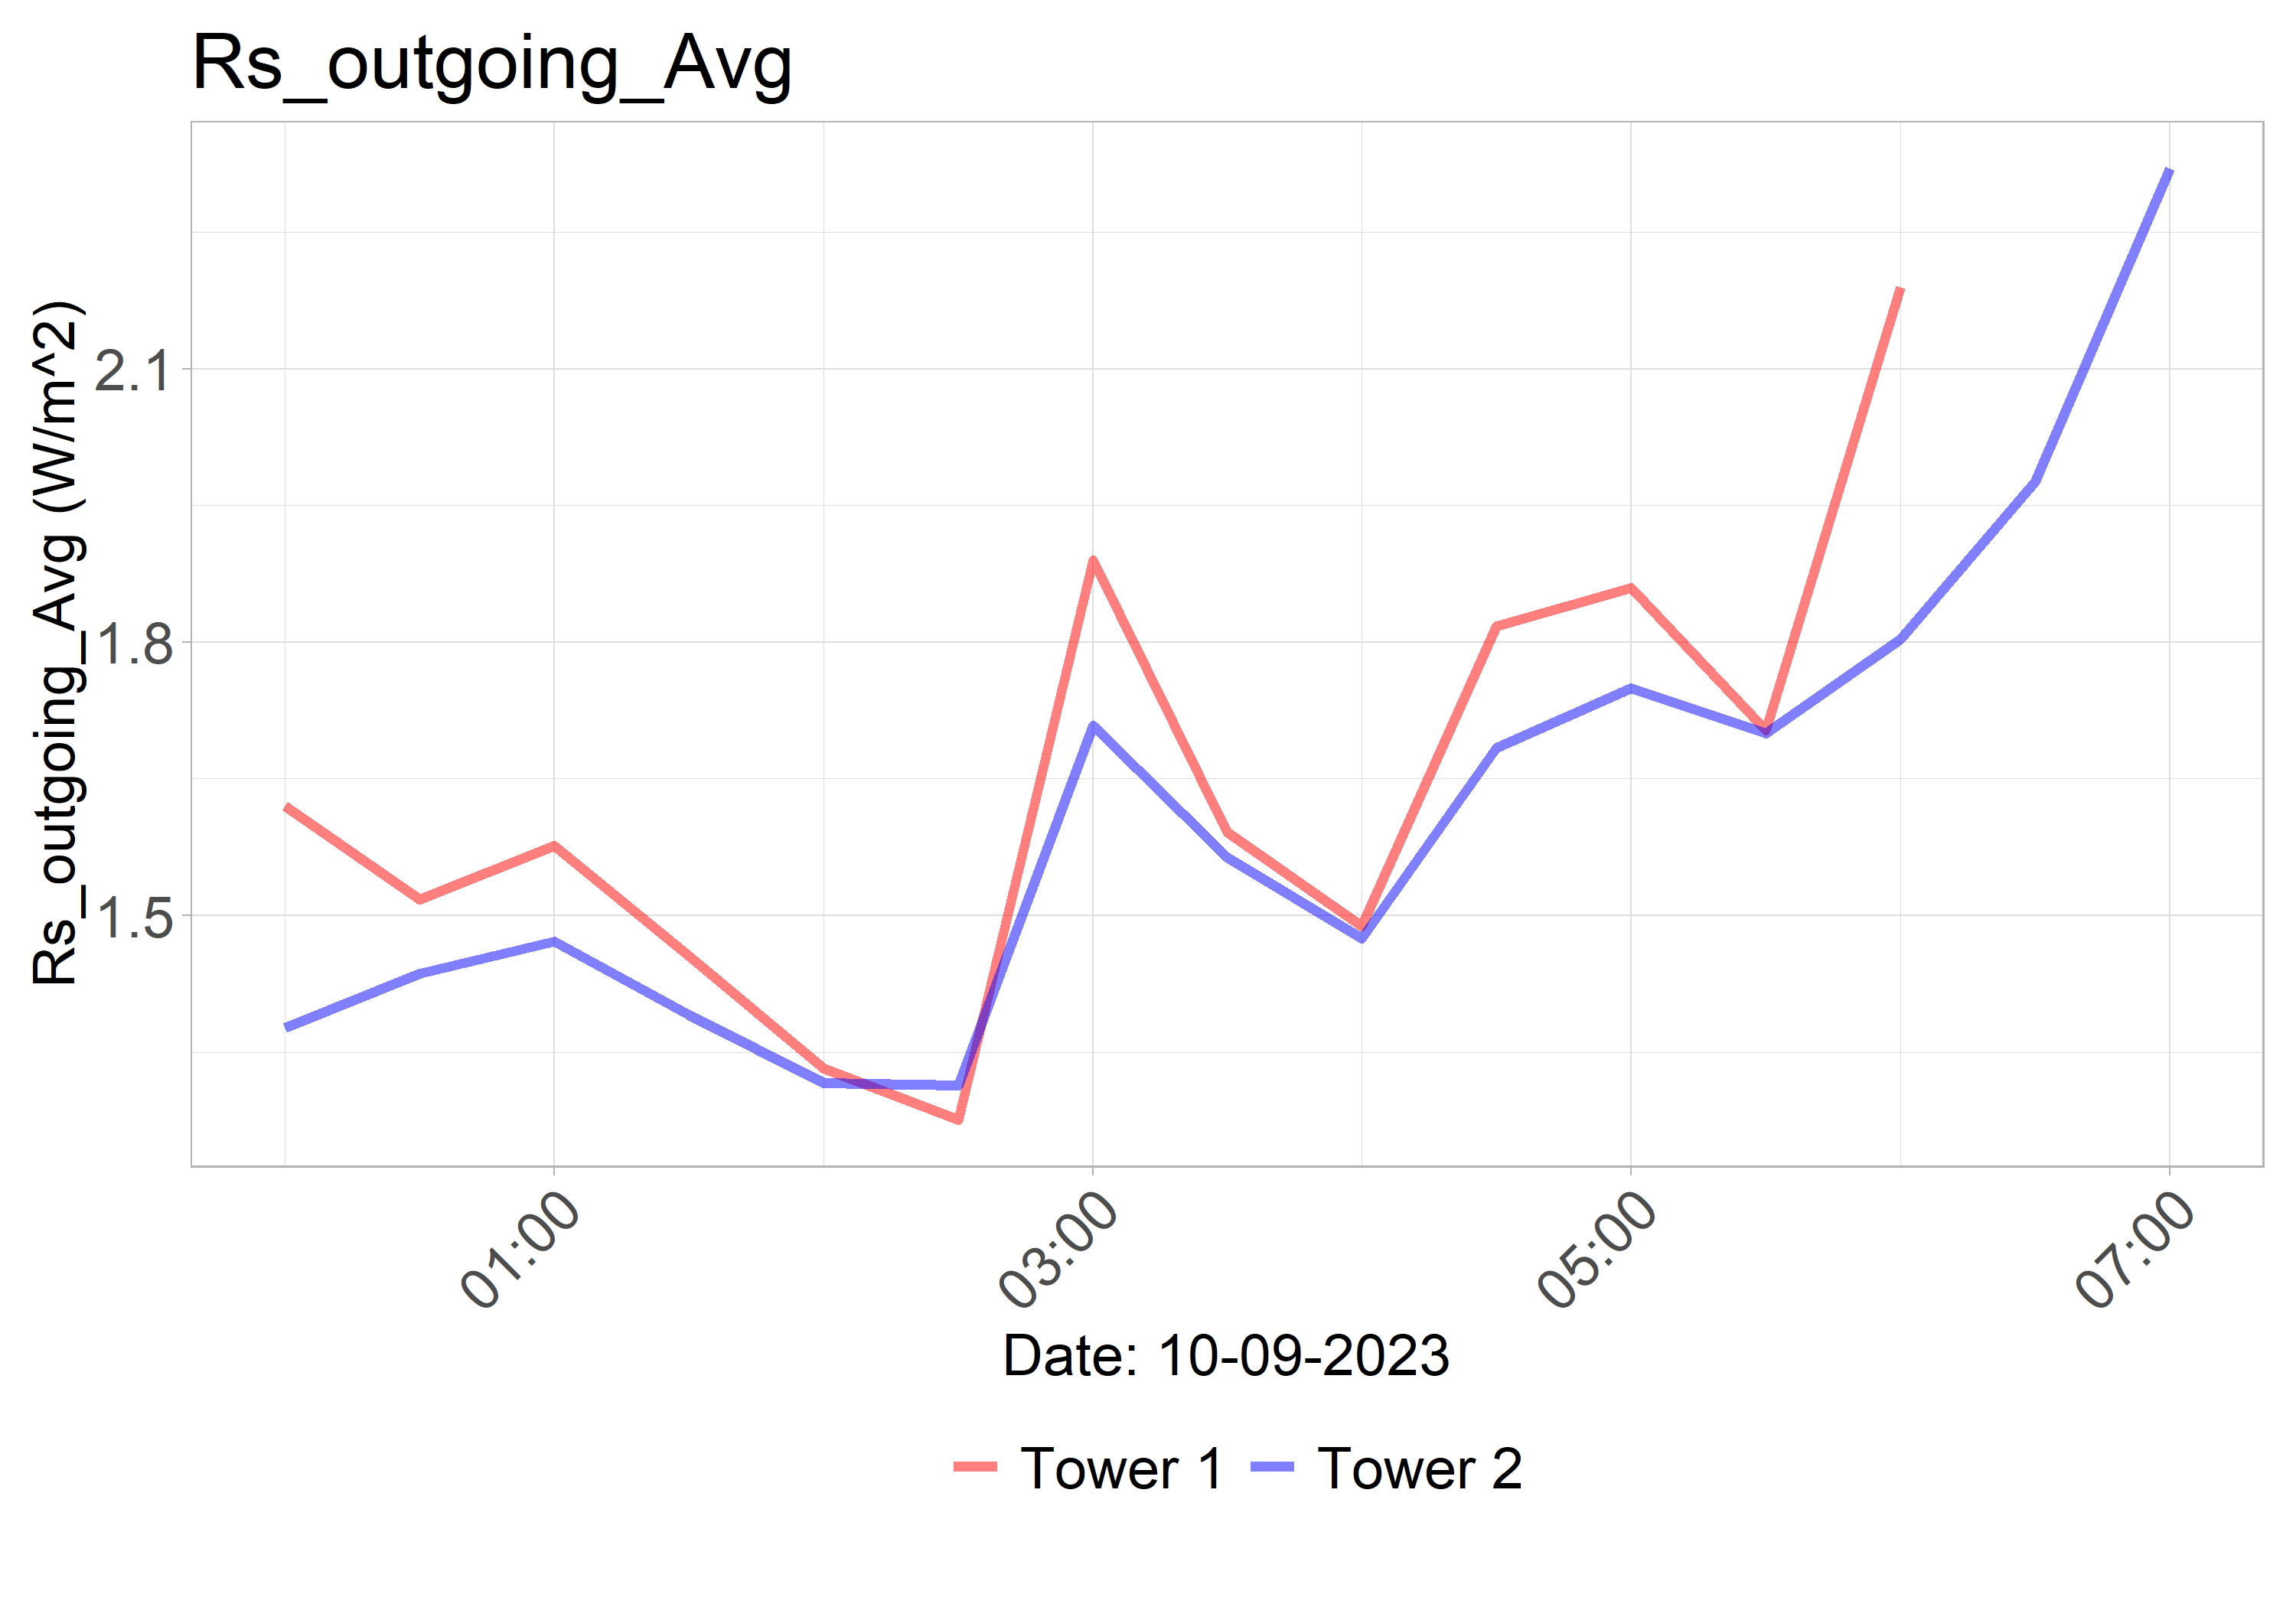 Rs_outgoing_Avg
Rs_outgoing_Avg (W/m^2)
2.1
1.8
1.5
01:00
03:00
05:00
07:00
Date: 10-09-2023
Tower 1
Tower 2